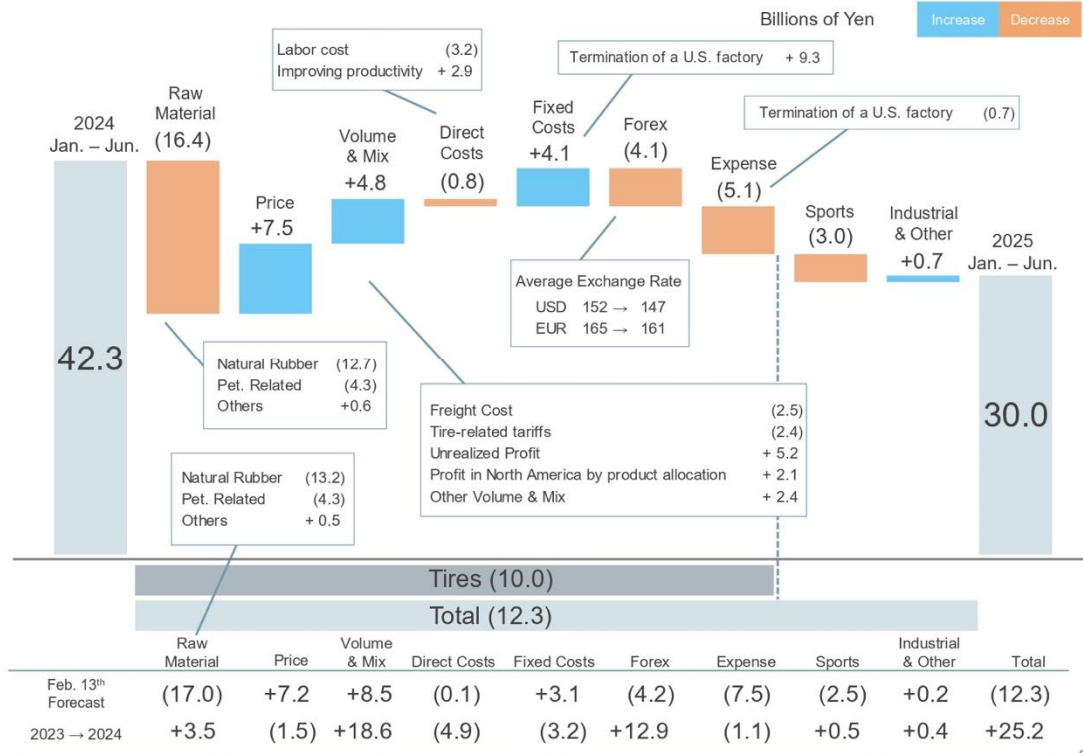 Billions of Yen
Increase
Decrease
2024
Jan. – Jun.
42.3
Raw
Material
(16.4)
Price
+7.5
Volume
& Mix
+4.8
Direct
Costs
(0.8)
Fixed
Costs
+4.1
Forex
(4.1)
Expense
(5.1)
Sports
(3.0)
Industrial
& Other
+0.7
2025
Jan. – Jun.
30.0
Labor cost (3.2)
Improving productivity + 2.9
Termination of a U.S. factory + 9.3
Termination of a U.S. factory (0.7)
Average Exchange Rate
USD 152 → 147
EUR 165 → 161
Natural Rubber (12.7)
Pet. Related (4.3)
Others +0.6
Freight Cost (2.5)
Tire-related tariffs (2.4)
Unrealized Profit + 5.2
Profit in North America by product allocation + 2.1
Other Volume & Mix + 2.4
Natural Rubber (13.2)
Pet. Related (4.3)
Others + 0.5
Tires (10.0)
Total (12.3)
Raw
Material
Price
Volume
& Mix
Direct Costs
Fixed Costs
Forex
Expense
Sports
Industrial
& Other
Total
Feb. 13th
Forecast
(17.0) +7.2 +8.5 (0.1) +3.1 (4.2) (7.5) (2.5) +0.2 (12.3)
2023 → 2024 +3.5 (1.5) +18.6 (4.9) (3.2) +12.9 (1.1) +0.5 +0.4 +25.2